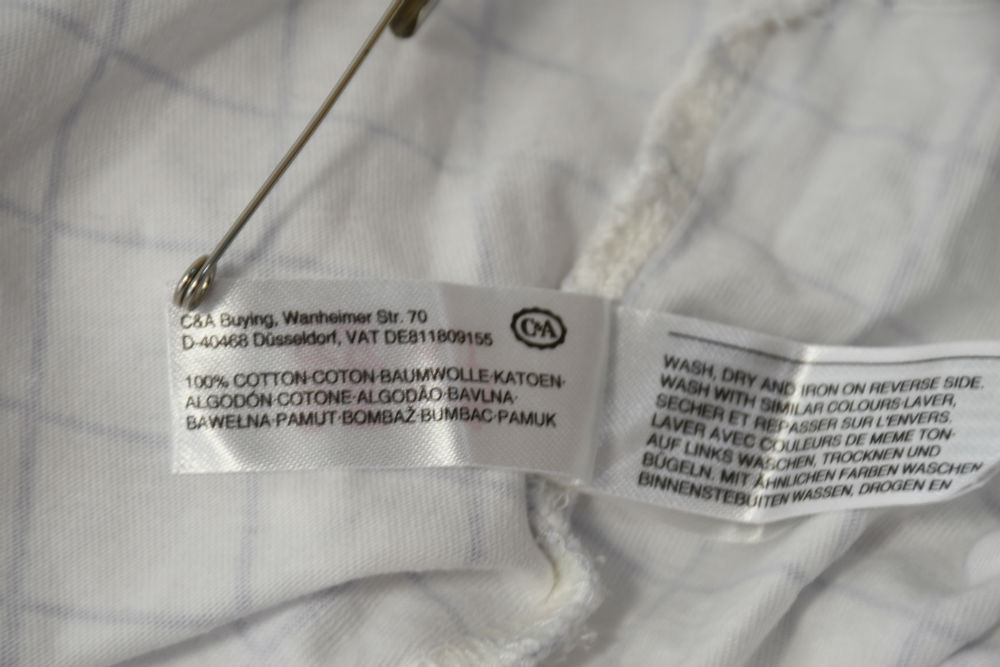 C&A Buying, Wanheimer Str. 70
D-40468 Düsseldorf, VAT DE811809155
C&A
100% COTTON·COTON·BAUMWOLLE·KATOEN·
ALGODÓN·COTONE·ALGODÃO·BAVLNA·
BAWEŁNA·PAMUT·BOMBAŽ·BUMBAC·PAMUK
WASH, DRY AND IRON ON REVERSE SIDE.
WASH WITH SIMILAR COLOURS·LAVER,
SECHER ET REPASSER SUR L'ENVERS.
LAVER AVEC COULEURS DE MEME TON·
AUF LINKS WASCHEN, TROCKNEN UND
BÜGELN. MIT ÄHNLICHEN FARBEN WASCHEN
BINNENSTEBUITEN WASSEN, DROGEN EN